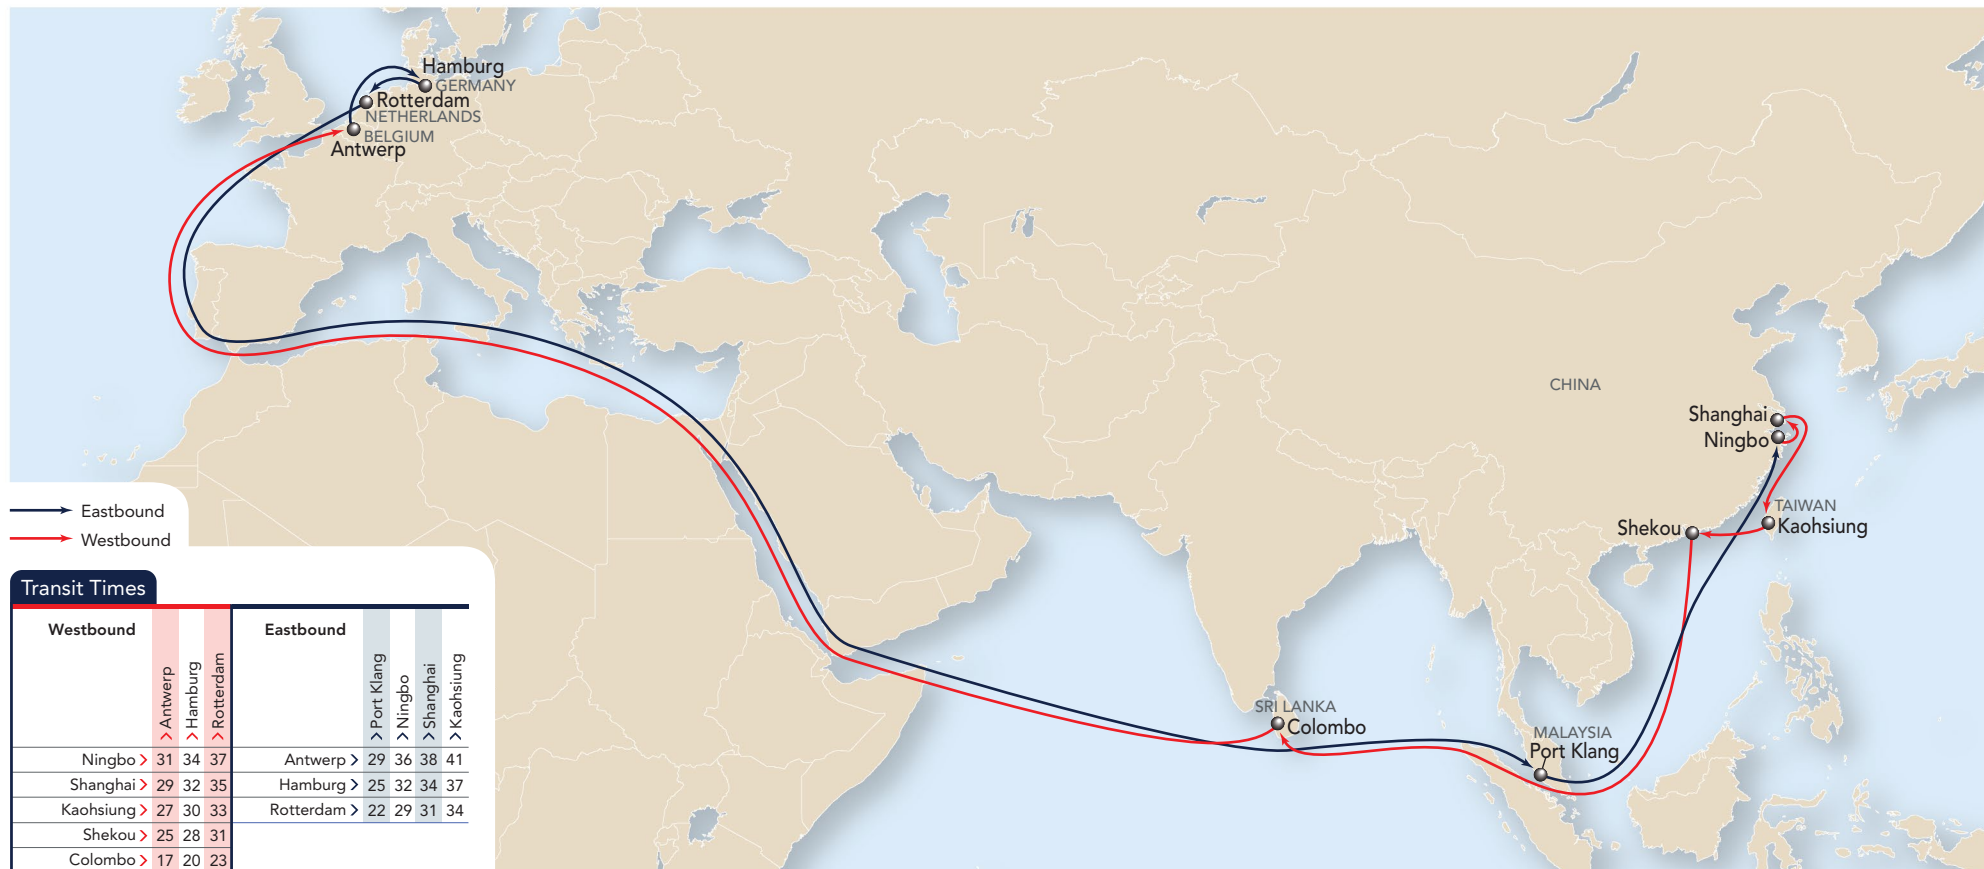 Hamburg
GERMANY
Rotterdam
NETHERLANDS
BELGIUM
Antwerp
CHINA
Shanghai
Ningbo
TAIWAN
Kaohsiung
Shekou
SRI LANKA
Colombo
MALAYSIA
Port Klang
Eastbound
Westbound
Transit Times
Westbound > Antwerp > Hamburg > Rotterdam
Ningbo > 31 34 37
Shanghai > 29 32 35
Kaohsiung > 27 30 33
Shekou > 25 28 31
Colombo > 17 20 23
Eastbound > Port Klang > Ningbo > Shanghai > Kaohsiung
Antwerp > 29 36 38 41
Hamburg > 25 32 34 37
Rotterdam > 22 29 31 34